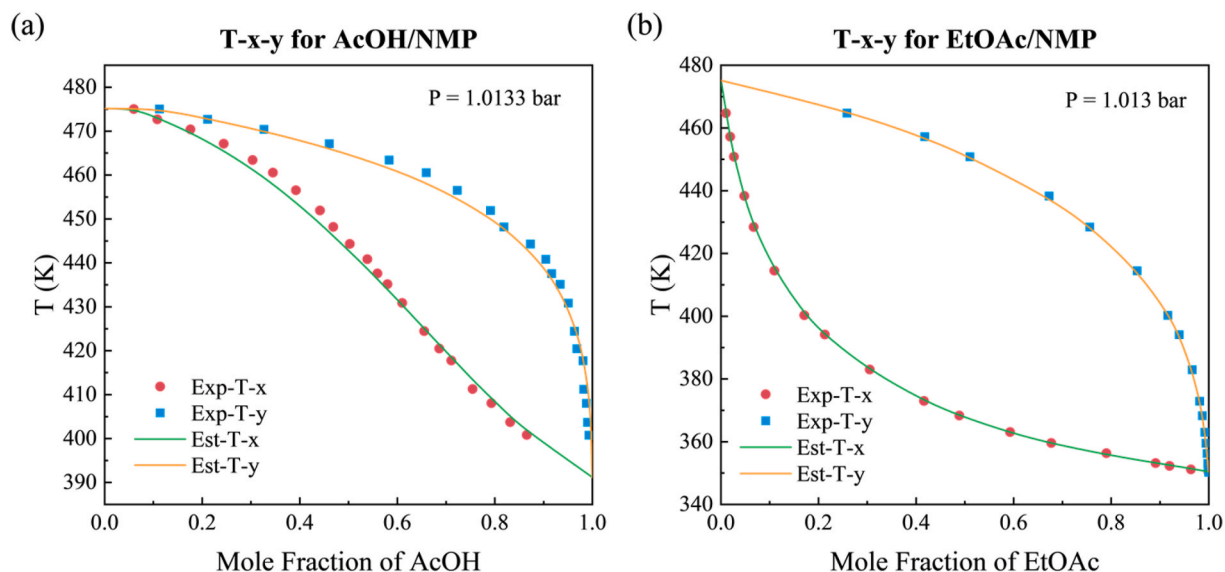 (a)
T-x-y for AcOH/NMP
P = 1.0133 bar
T (K)
480
470
460
450
440
430
420
410
400
390
Exp-T-x
Exp-T-y
Est-T-x
Est-T-y
0.0 0.2 0.4 0.6 0.8 1.0
Mole Fraction of AcOH
(b)
T-x-y for EtOAc/NMP
P = 1.013 bar
T (K)
480
460
440
420
400
380
360
340
Exp-T-x
Exp-T-y
Est-T-x
Est-T-y
0.0 0.2 0.4 0.6 0.8 1.0
Mole Fraction of EtOAc